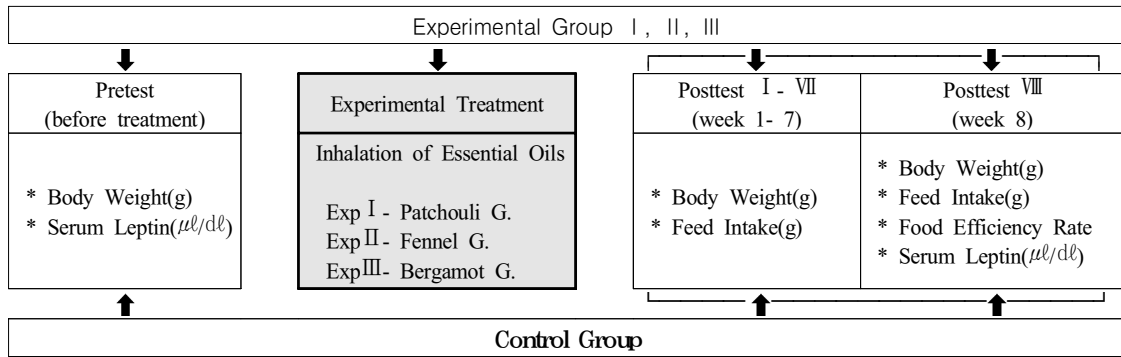 Experimental Group Ⅰ, Ⅱ, Ⅲ
Pretest
(before treatment)
* Body Weight(g)
* Serum Leptin(㎕/㎗)
Experimental Treatment
Inhalation of Essential Oils
Exp Ⅰ- Patchouli G.
Exp Ⅱ- Fennel G.
Exp Ⅲ- Bergamot G.
Posttest Ⅰ- Ⅶ
(week 1- 7)
* Body Weight(g)
* Feed Intake(g)
Posttest Ⅷ
(week 8)
* Body Weight(g)
* Feed Intake(g)
* Food Efficiency Rate
* Serum Leptin(㎕/㎗)
Control Group